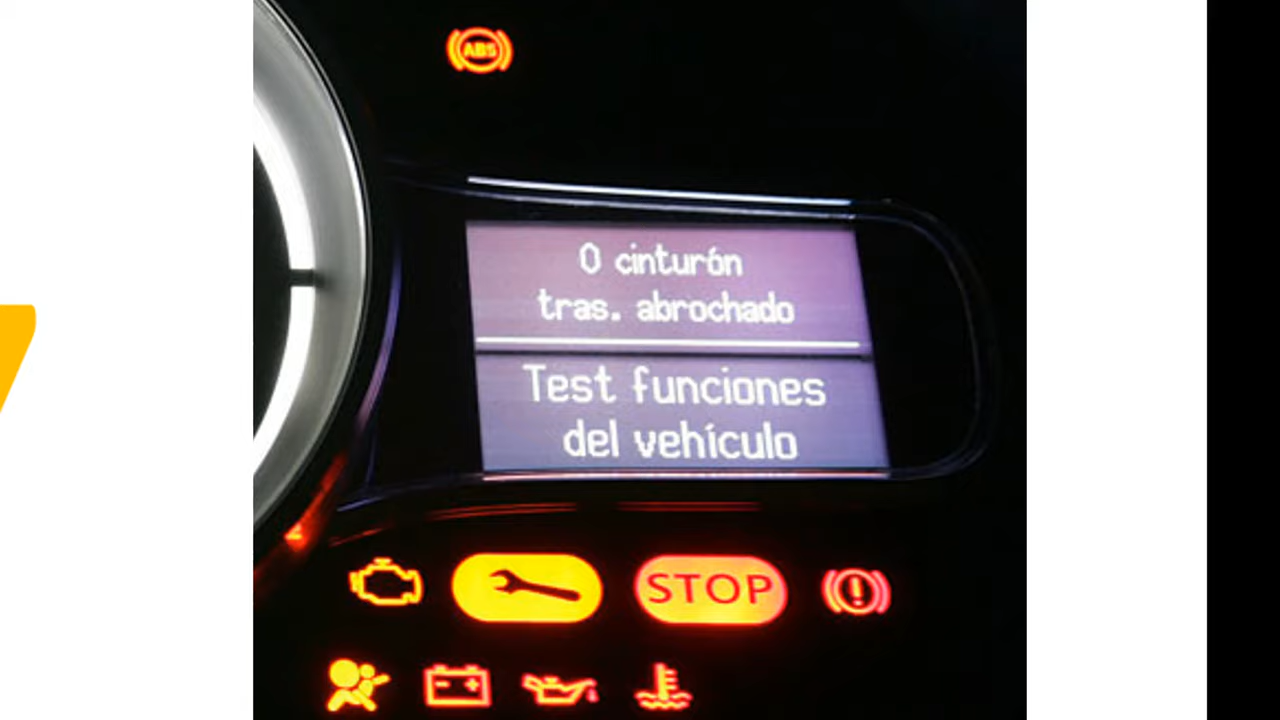 ABS
0 cinturón
tras. abrochado
Test funciones
del vehículo
STOP